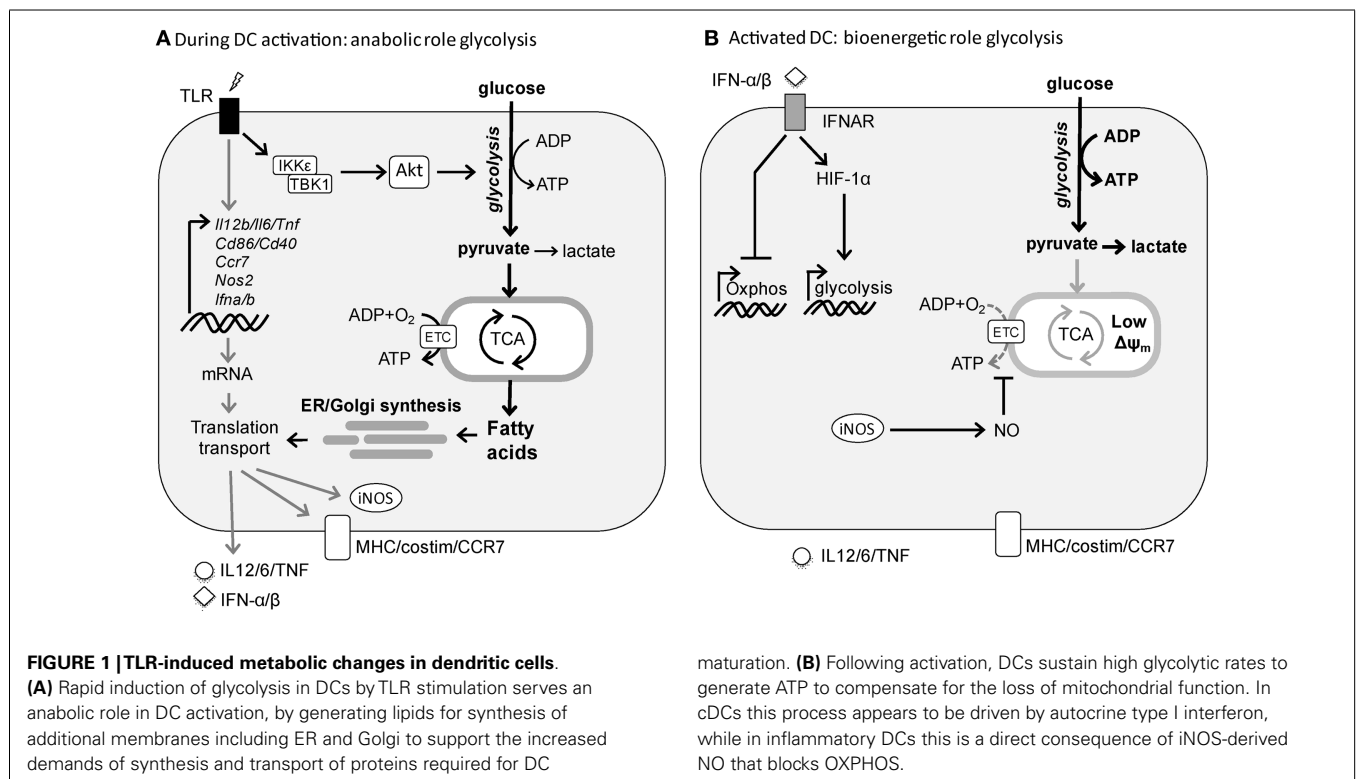 A During DC activation: anabolic role glycolysis
TLR
glucose
IKKε
TBK1
Akt
glycolysis
ADP
ATP
Il12b/Il6/Tnf
Cd86/Cd40
Ccr7
Nos2
Ifna/b
pyruvate
lactate
ADP+O₂
ETC
ATP
TCA
mRNA
ER/Golgi synthesis
Translation
transport
Fatty
acids
iNOS
MHC/costim/CCR7
IL12/6/TNF
IFN-α/β
B Activated DC: bioenergetic role glycolysis
IFN-α/β
IFNAR
glucose
HIF-1α
glycolysis
ADP
ATP
pyruvate
lactate
Oxphos
glycolysis
ADP+O₂
ETC
ATP
TCA
Low
Δψm
iNOS
NO
MHC/costim/CCR7
IL12/6/TNF
FIGURE 1 | TLR-induced metabolic changes in dendritic cells.
(A) Rapid induction of glycolysis in DCs by TLR stimulation serves an
anabolic role in DC activation, by generating lipids for synthesis of
additional membranes including ER and Golgi to support the increased
demands of synthesis and transport of proteins required for DC
maturation. (B) Following activation, DCs sustain high glycolytic rates to
generate ATP to compensate for the loss of mitochondrial function. In
cDCs this process appears to be driven by autocrine type I interferon,
while in inflammatory DCs this is a direct consequence of iNOS-derived
NO that blocks OXPHOS.